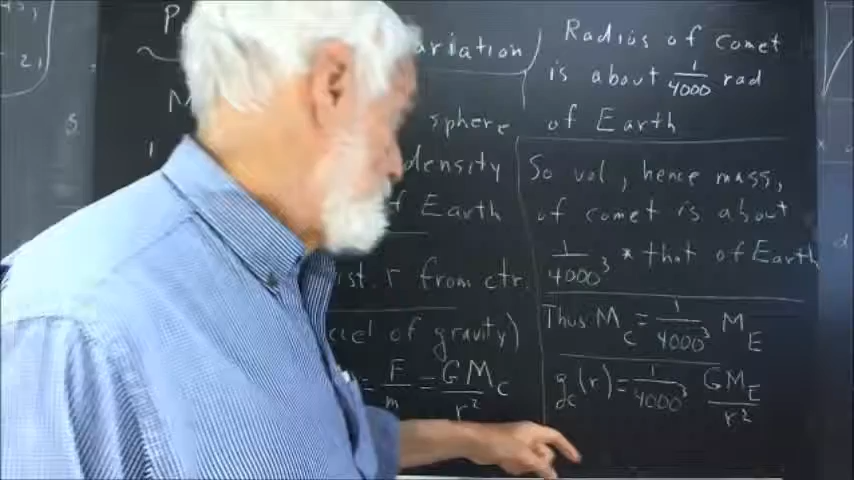 ariation
sphere
density
f Earth
ist. r from ctr.
cel of gravity)
= F/m = GM_C/r²
Radius of comet
is about 1/4000 rad
of Earth
So vol, hence mass,
of comet is about
1/4000³ * that of Earth
Thus M_C = 1/4000³ M_E
g_C(r) = 1/4000³ GM_E/r²